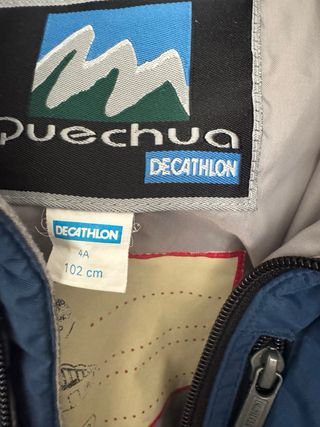 Quechua
DECATHLON
DECATHLON
4A
102 cm